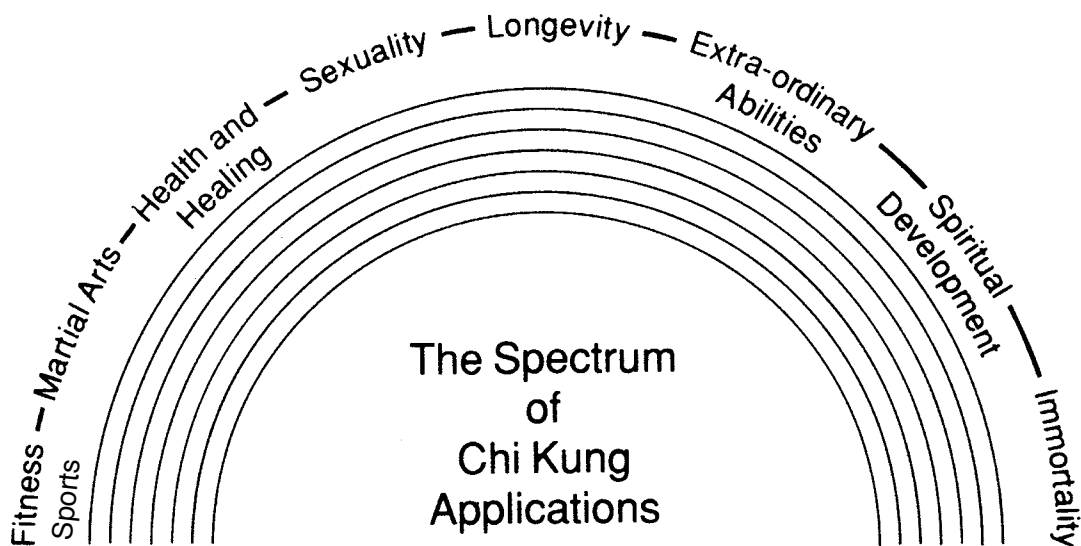 Fitness
Sports
Martial Arts
Health and
Healing
Sexuality
Longevity
Extra-ordinary
Abilities
Spiritual
Development
Immortality
The Spectrum
of
Chi Kung
Applications